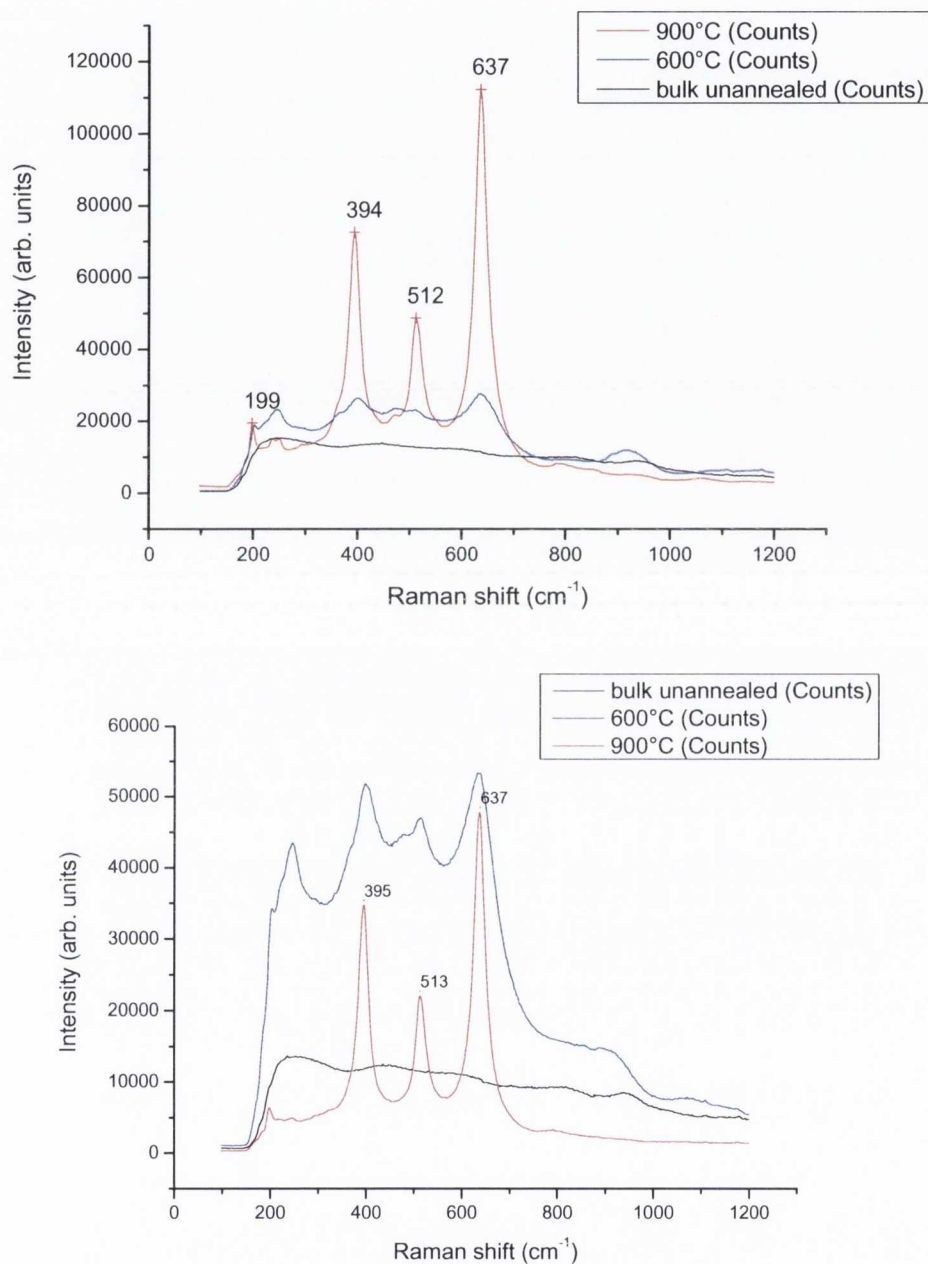 900°C (Counts)
600°C (Counts)
bulk unannealed (Counts)
637
394
512
199
120000
100000
80000
60000
40000
20000
0
Intensity (arb. units)
0 200 400 600 800 1000 1200
Raman shift (cm⁻¹)
bulk unannealed (Counts)
600°C (Counts)
900°C (Counts)
637
395
513
60000
50000
40000
30000
20000
10000
0
Intensity (arb. units)
0 200 400 600 800 1000 1200
Raman shift (cm⁻¹)